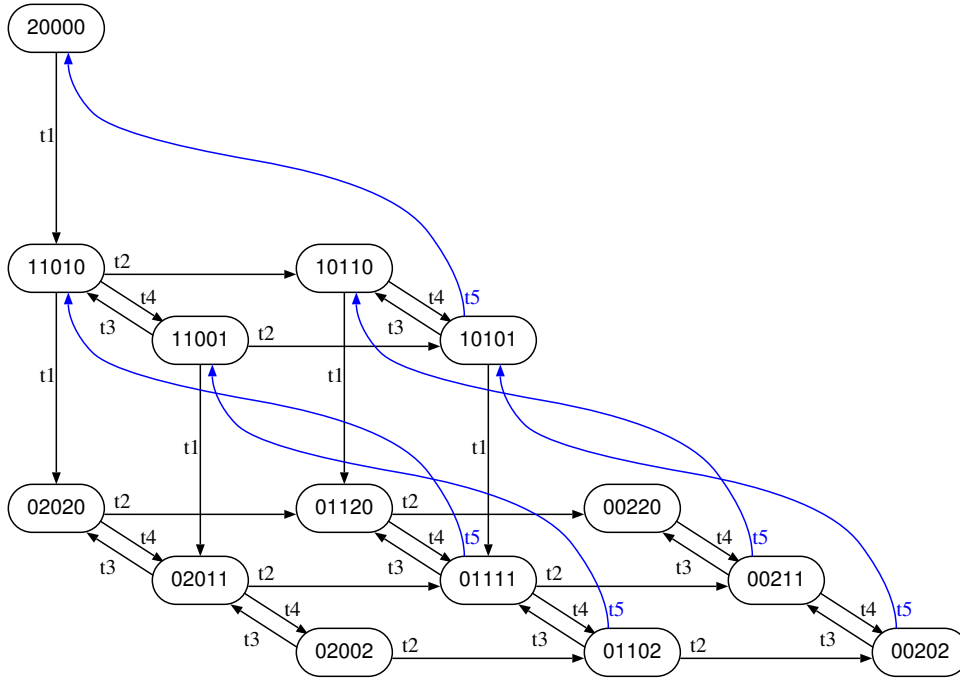 20000
t1
11010 t2 10110
t4 t4 t5
t3 t3
11001 t2 10101
t1 t1
t1 t1
02020 t2 01120 t2 00220
t4 t4 t5 t4 t5
t3 t3 t3
02011 t2 01111 t2 00211
t4 t4 t5 t4 t5
t3 t3 t3
02002 t2 01102 t2 00202